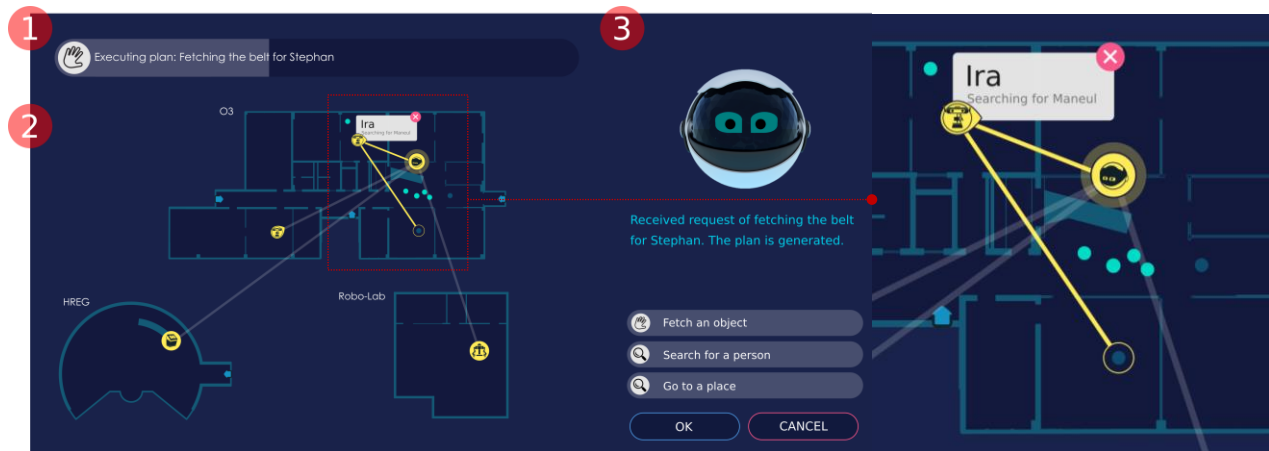 1
Executing plan: Fetching the belt for Stephan
2
O3
Ira
Searching for Maneul
HREG
Robo-Lab
3
Received request of fetching the belt
for Stephan. The plan is generated.
Fetch an object
Search for a person
Go to a place
OK
CANCEL
Ira
Searching for Maneul